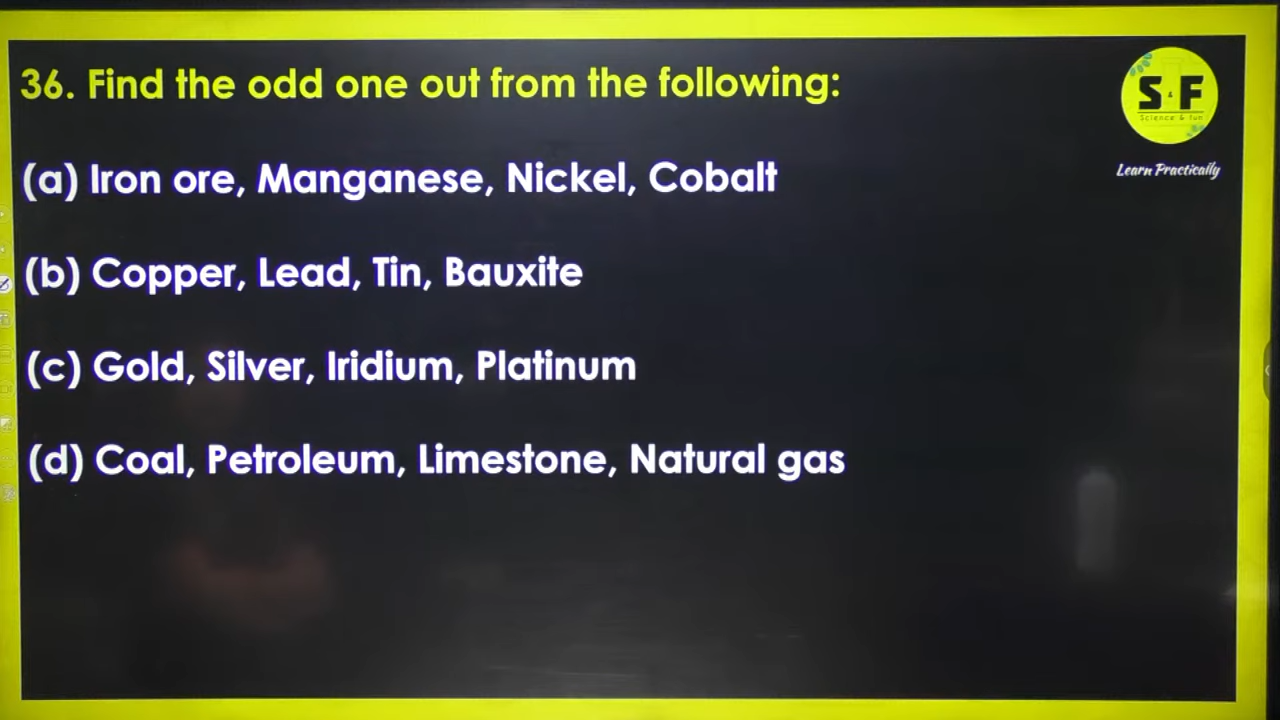 36. Find the odd one out from the following:
(a) Iron ore, Manganese, Nickel, Cobalt
(b) Copper, Lead, Tin, Bauxite
(c) Gold, Silver, Iridium, Platinum
(d) Coal, Petroleum, Limestone, Natural gas
S & F
Science & fun
Learn Practically